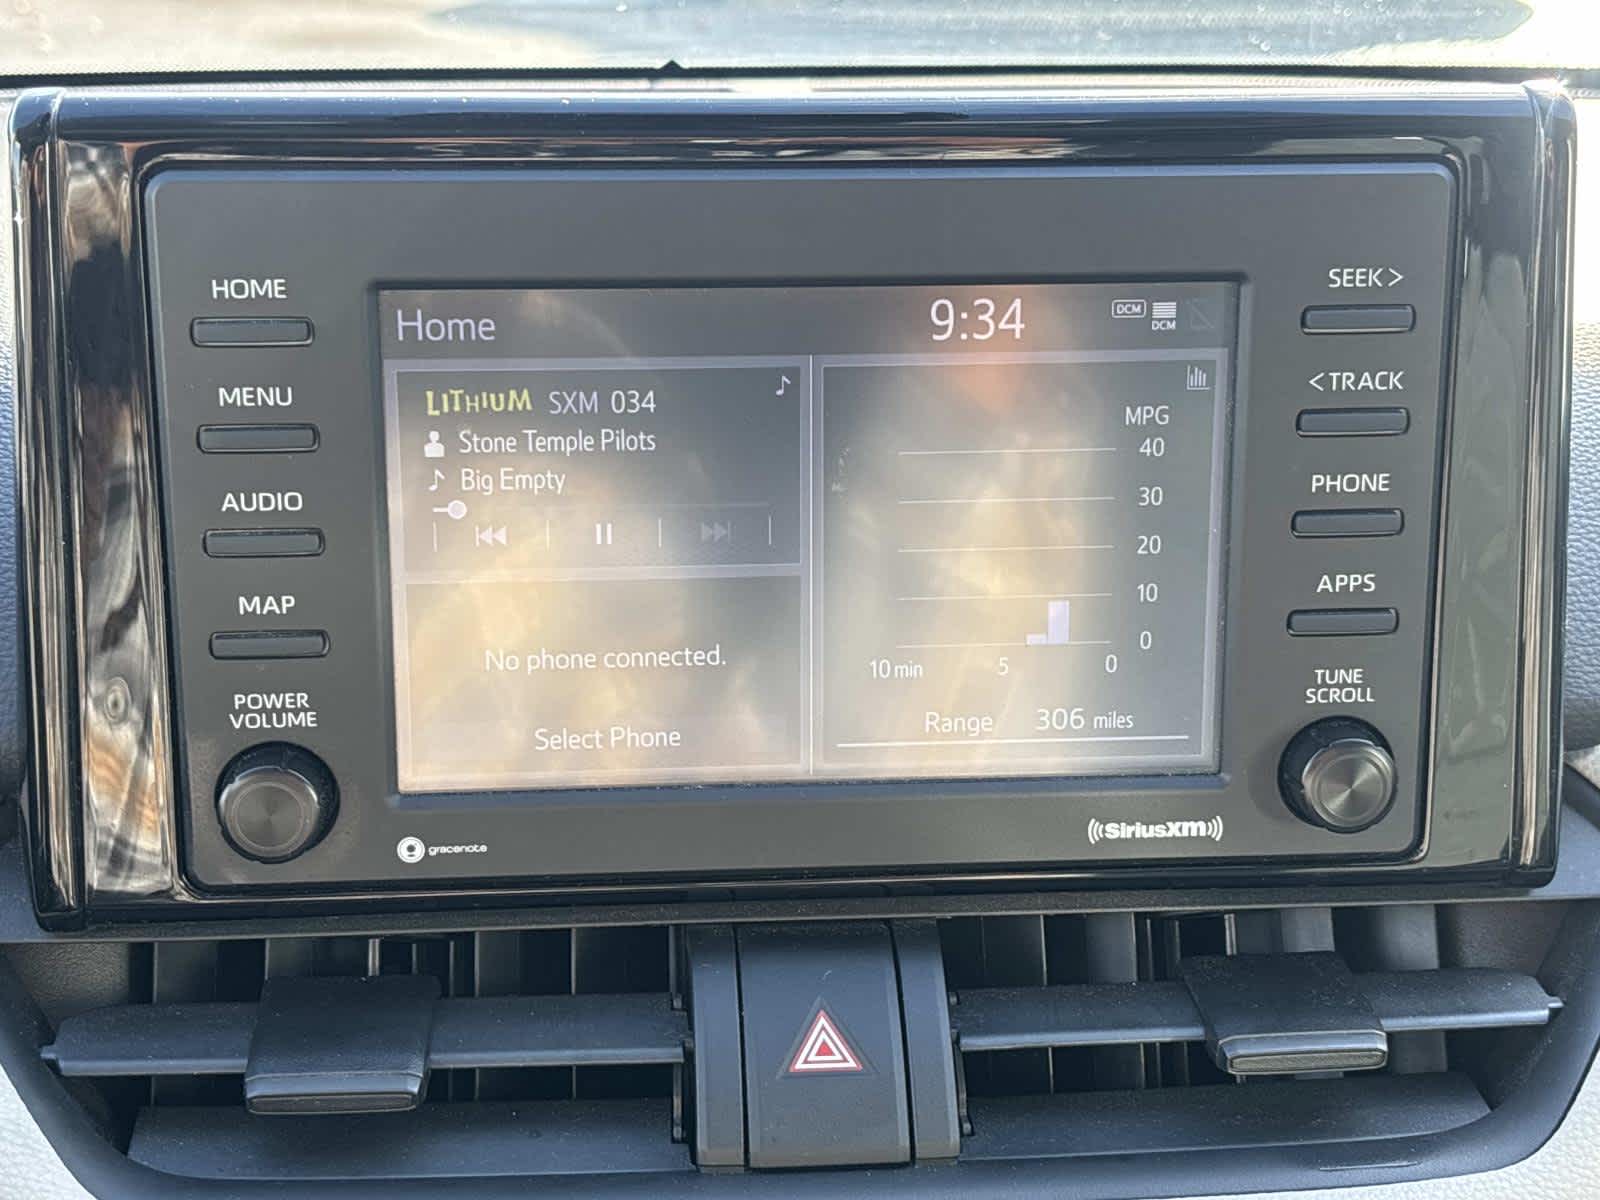 HOME
MENU
AUDIO
MAP
POWER
VOLUME
Home
9:34
DCM
DCM
LITHIUM SXM 034
Stone Temple Pilots
Big Empty
No phone connected.
Select Phone
MPG
40
30
20
10
0
10 min 5 0
Range 306 miles
SEEK >
< TRACK
PHONE
APPS
TUNE
SCROLL
gracenote
((SiriusXM))